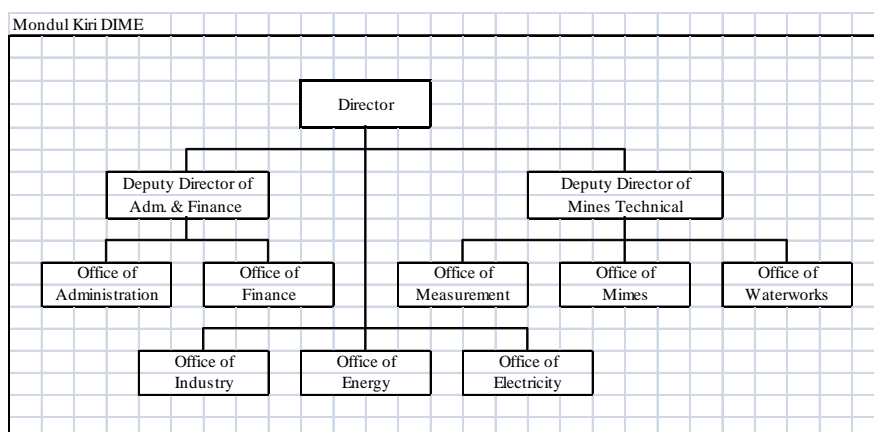 Mondul Kiri DIME
Director
Deputy Director of
Adm. & Finance
Deputy Director of
Mines Technical
Office of
Administration
Office of
Finance
Office of
Measurement
Office of
Mimes
Office of
Waterworks
Office of
Industry
Office of
Energy
Office of
Electricity